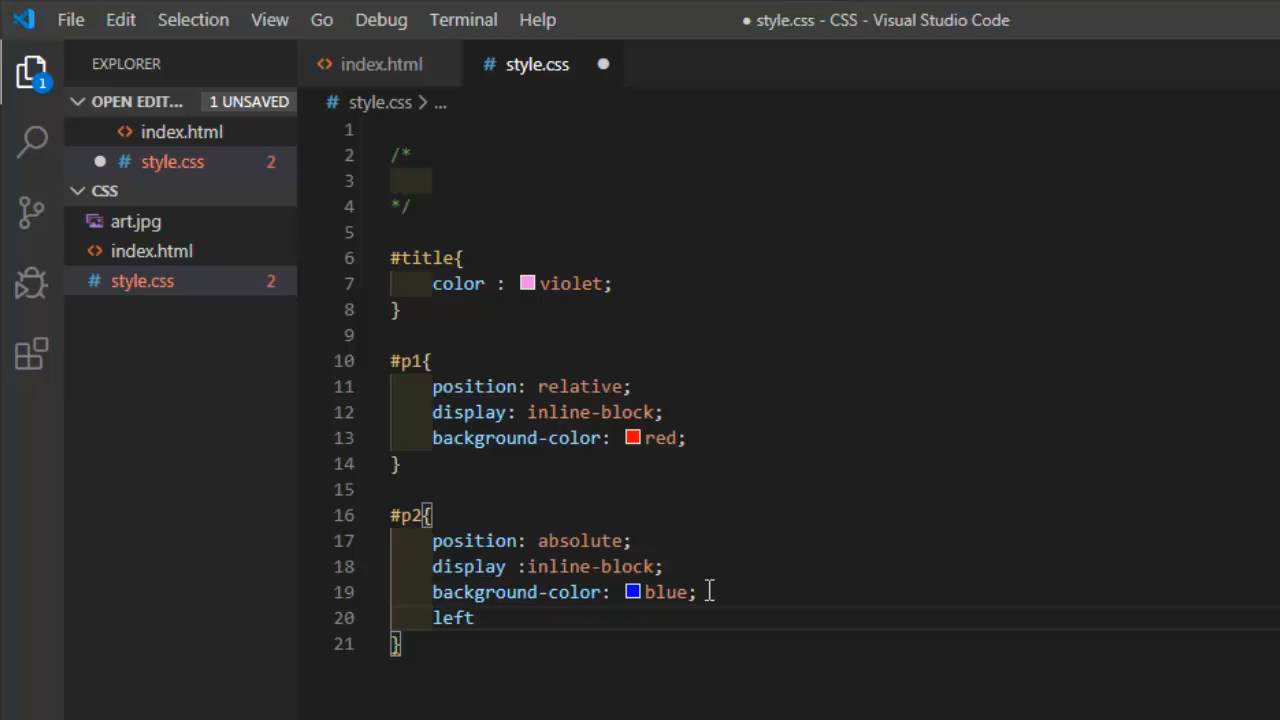 File Edit Selection View Go Debug Terminal Help ● style.css - CSS - Visual Studio Code
EXPLORER
OPEN EDIT... 1 UNSAVED
<> index.html
● # style.css 2
CSS
art.jpg
<> index.html
# style.css 2
1
<> index.html # style.css ●
# style.css > ...
1
2 /*
3
4 */
5
6 #title{
7 color : violet;
8 }
9
10 #p1{
11 position: relative;
12 display: inline-block;
13 background-color: red;
14 }
15
16 #p2{
17 position: absolute;
18 display :inline-block;
19 background-color: blue;
20 left
21 }